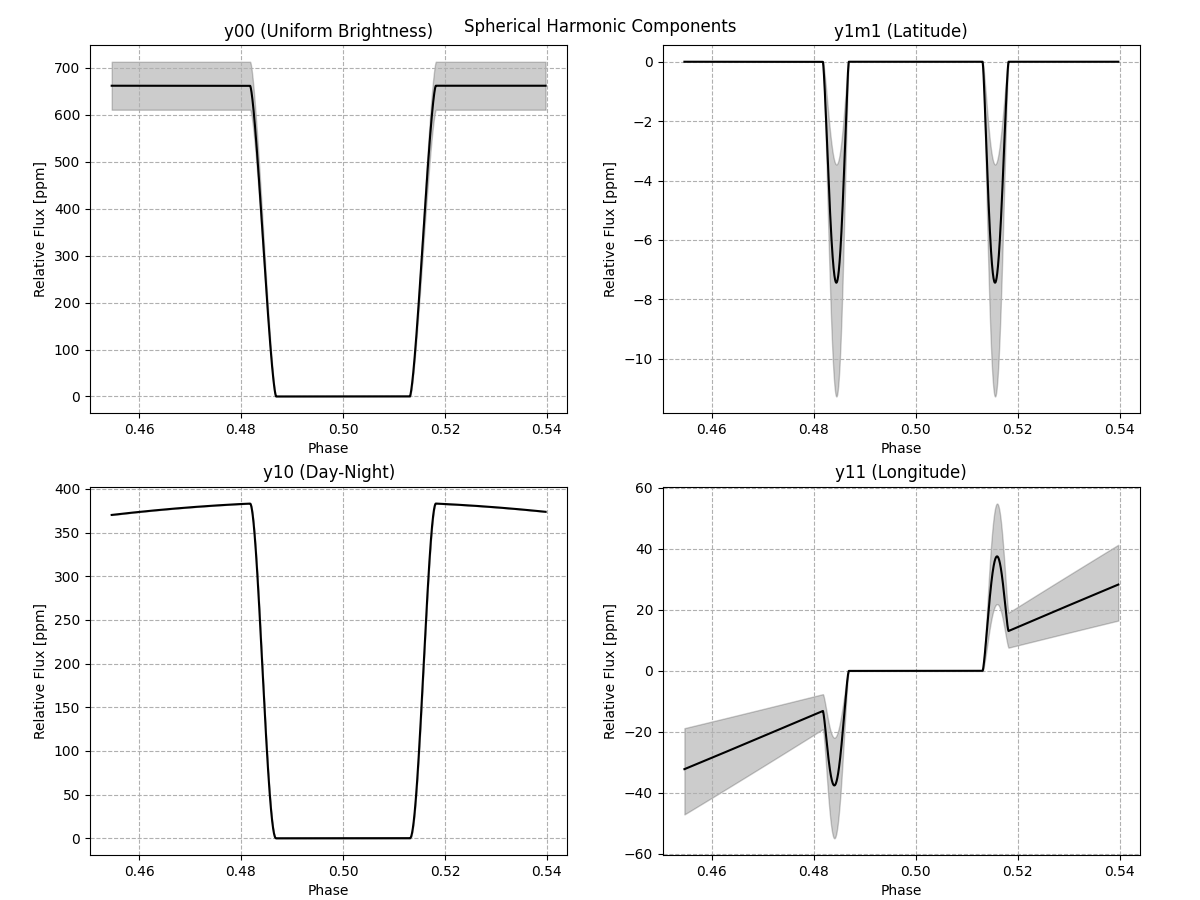 Spherical Harmonic Components
y00 (Uniform Brightness)
700
600
500
400
300
200
100
0
Relative Flux [ppm]
0.46 0.48 0.50 0.52 0.54
Phase
y1m1 (Latitude)
0
−2
−4
−6
−8
−10
Relative Flux [ppm]
0.46 0.48 0.50 0.52 0.54
Phase
y10 (Day-Night)
400
350
300
250
200
150
100
50
0
Relative Flux [ppm]
0.46 0.48 0.50 0.52 0.54
Phase
y11 (Longitude)
60
40
20
0
−20
−40
−60
Relative Flux [ppm]
0.46 0.48 0.50 0.52 0.54
Phase